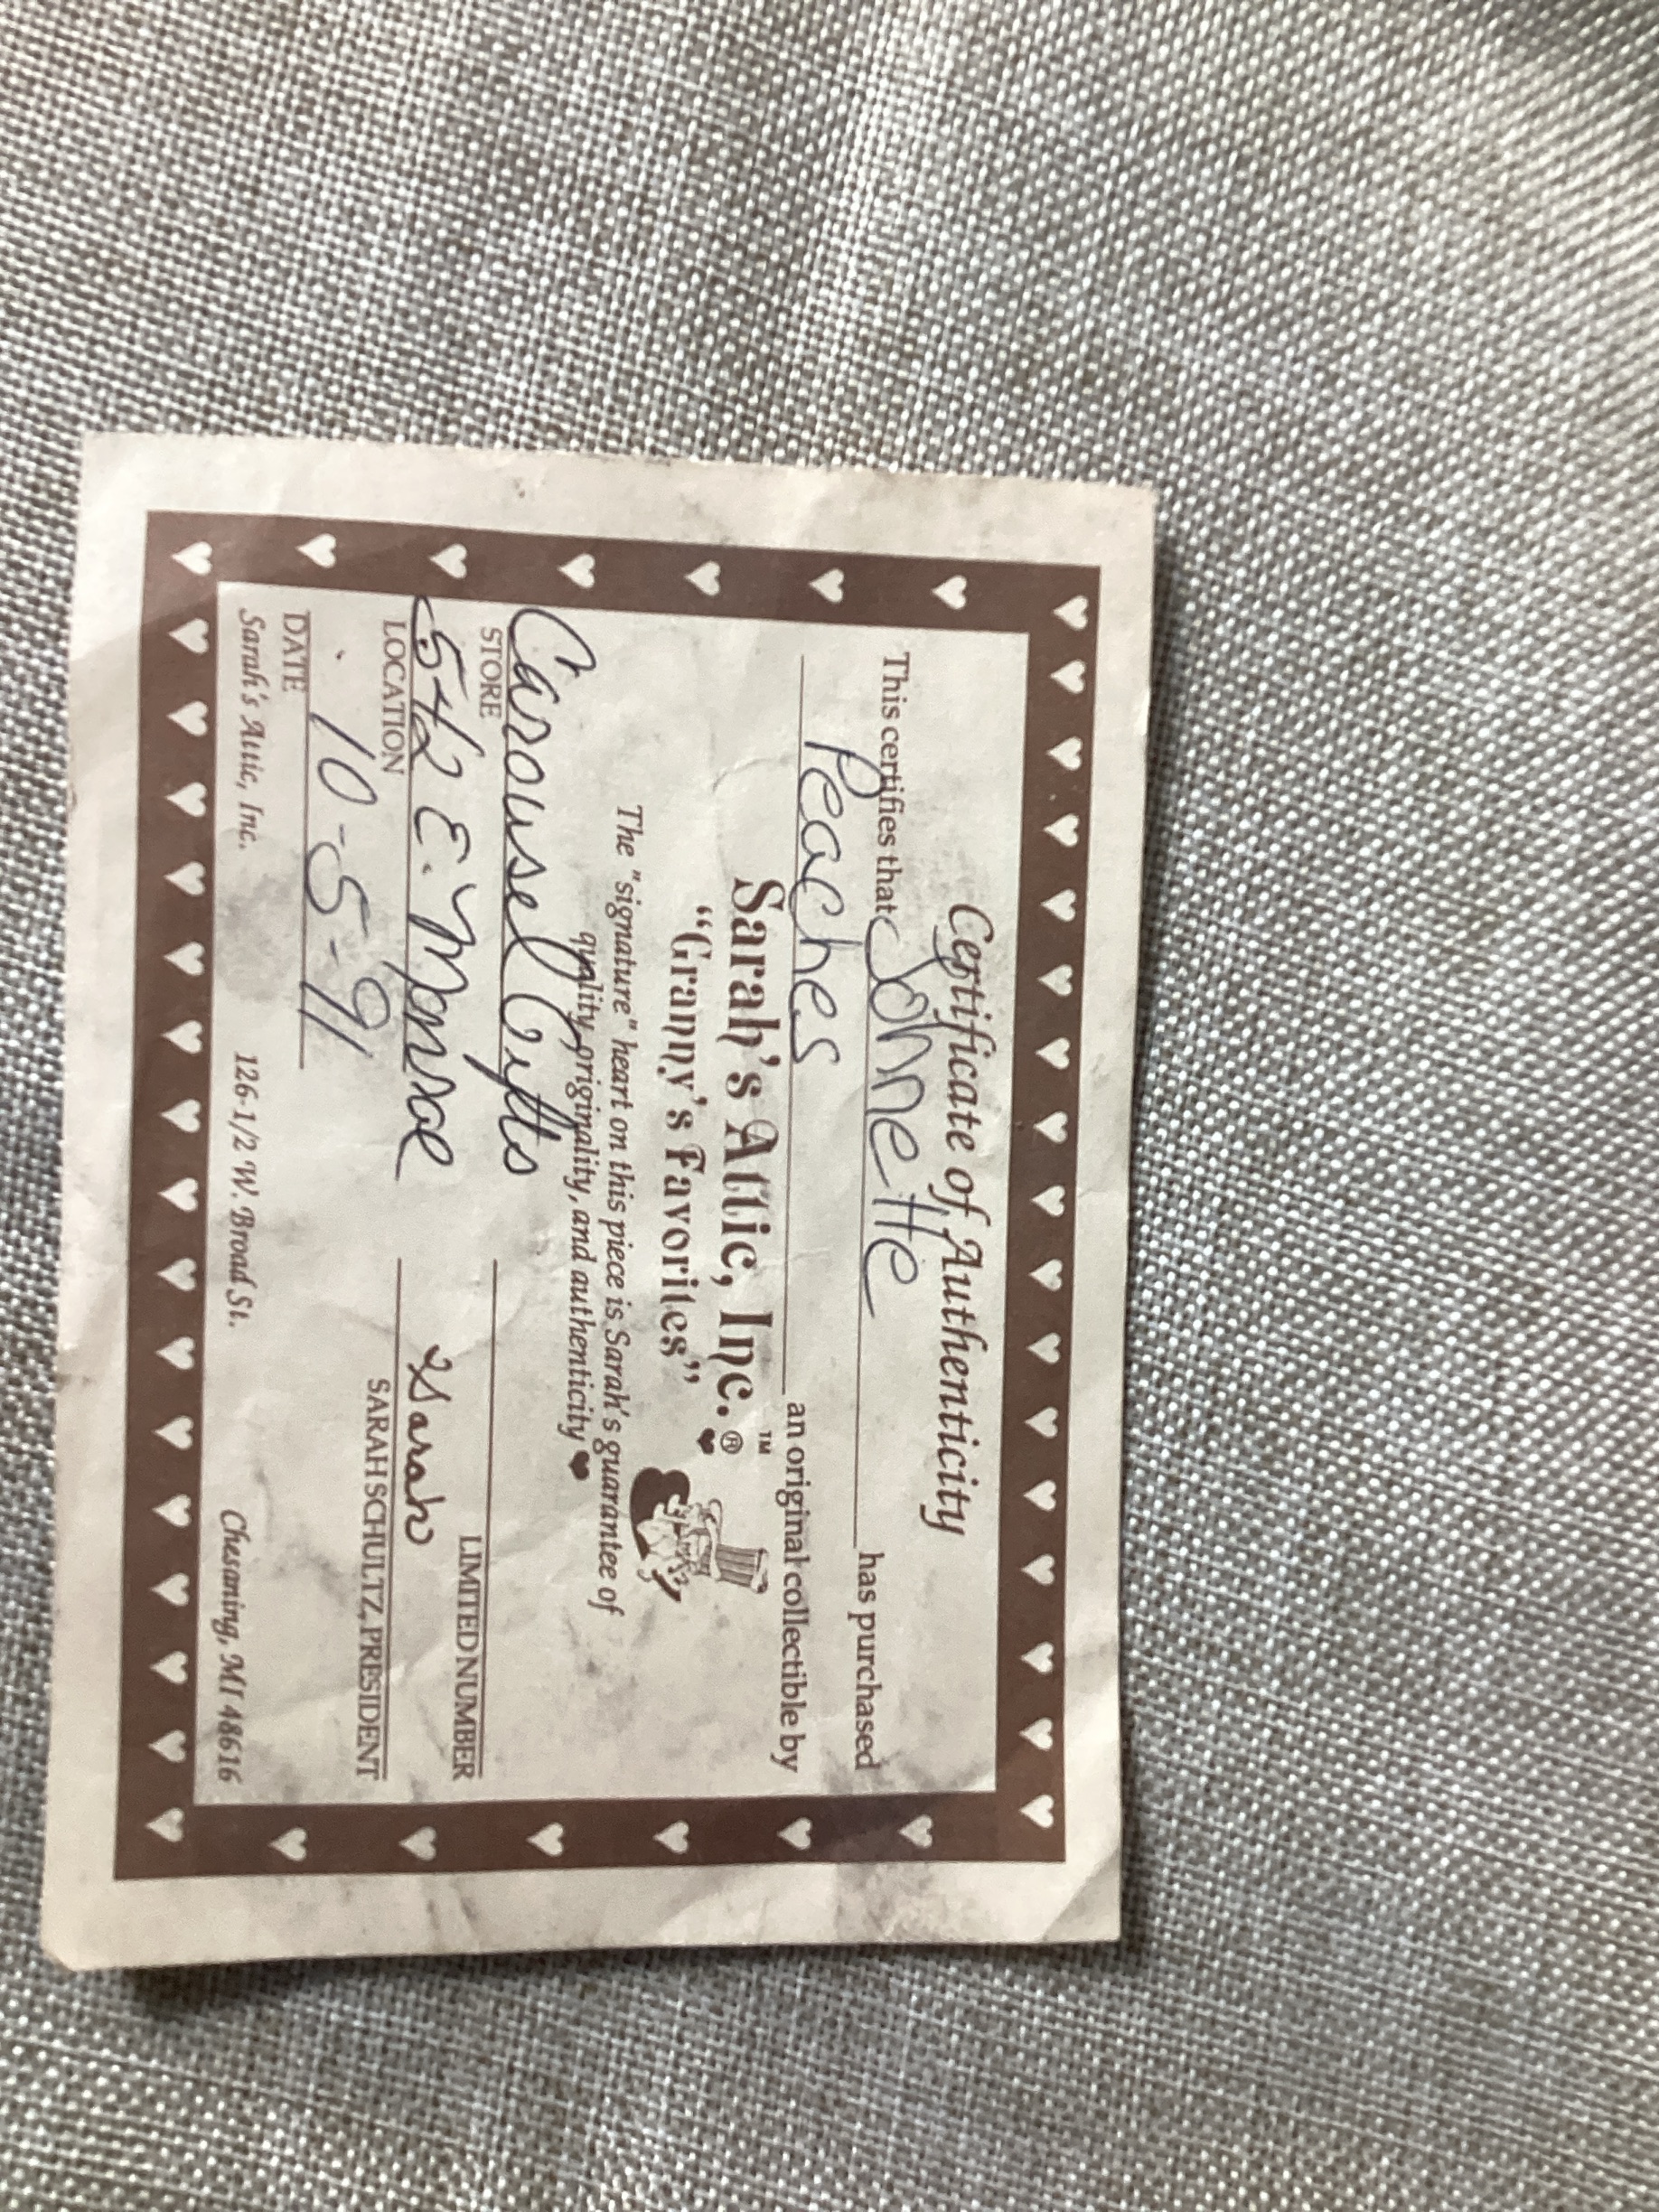 Certificate of Authenticity
This certifies that Johnette has purchased
Peaches an original collectible by
Sarah's Attic, Inc.®™
"Granny's Favorites" ♥
The "signature" heart on this piece is Sarah's guarantee of
quality, originality, and authenticity ♥
Carousel Gifts
STORE LIMITED NUMBER
542 E. Monroe Sarah
LOCATION SARAH SCHULTZ, PRESIDENT
10-5-91
DATE
Sarah's Attic, Inc. 126-1/2 W. Broad St. Chesaning, MI 48616